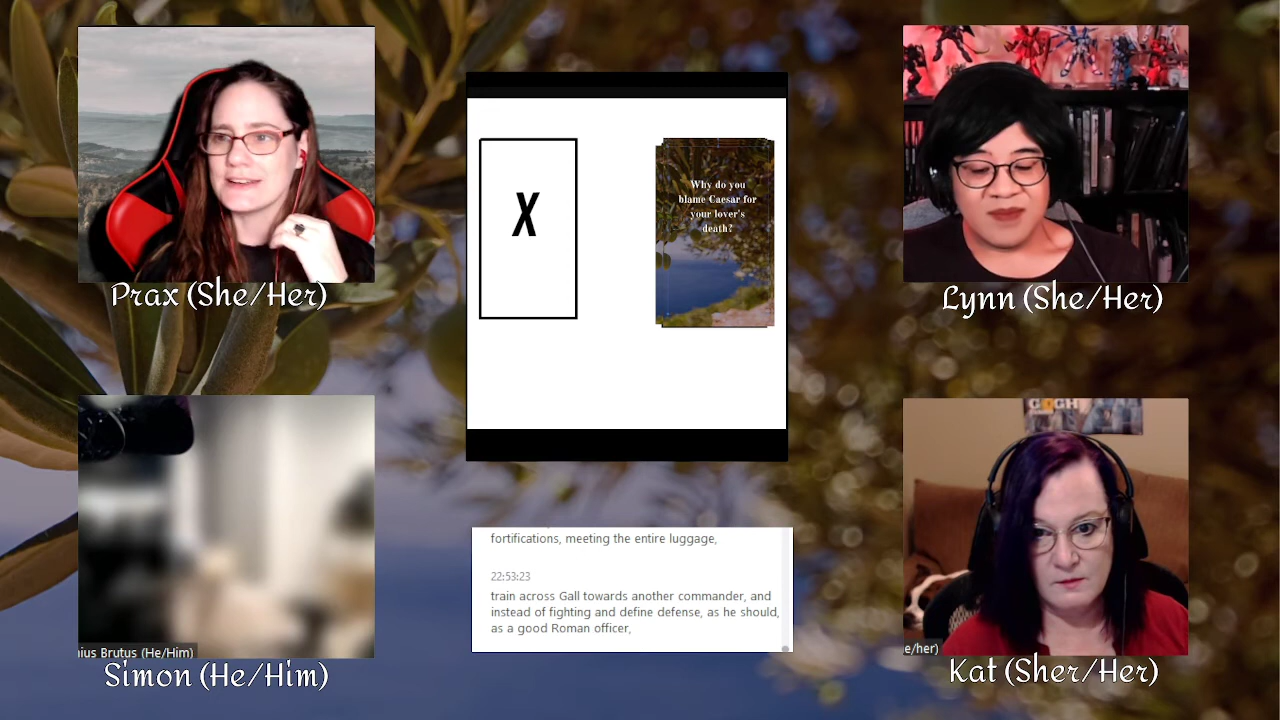 GOGH
X
Why do you
blame Caesar for
your lover's
death?
Prax (She/Her)
Lynn (She/Her)
fortifications, meeting the entire luggage,
22:53:23
train across Gall towards another commander, and
instead of fighting and define defense, as he should,
as a good Roman officer,
ius Brutus (He/Him)
e/her)
Simon (He/Him)
Kat (Sher/Her)